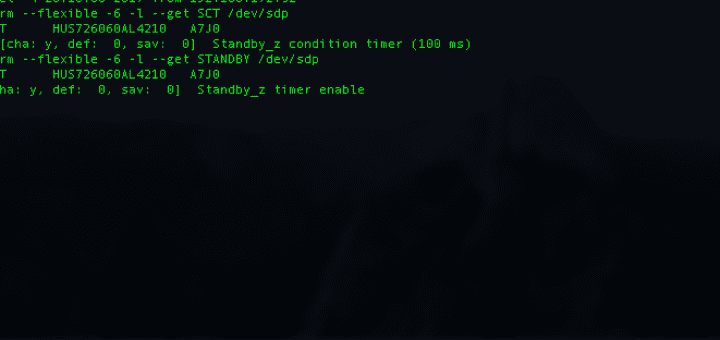 rm --flexible -6 -l --get SCT /dev/sdp
T HUS726060AL4210 A7J0
[cha: y, def: 0, sav: 0] Standby_z condition timer (100 ms)
rm --flexible -6 -l --get STANDBY /dev/sdp
T HUS726060AL4210 A7J0
ha: y, def: 0, sav: 0] Standby_z timer enable